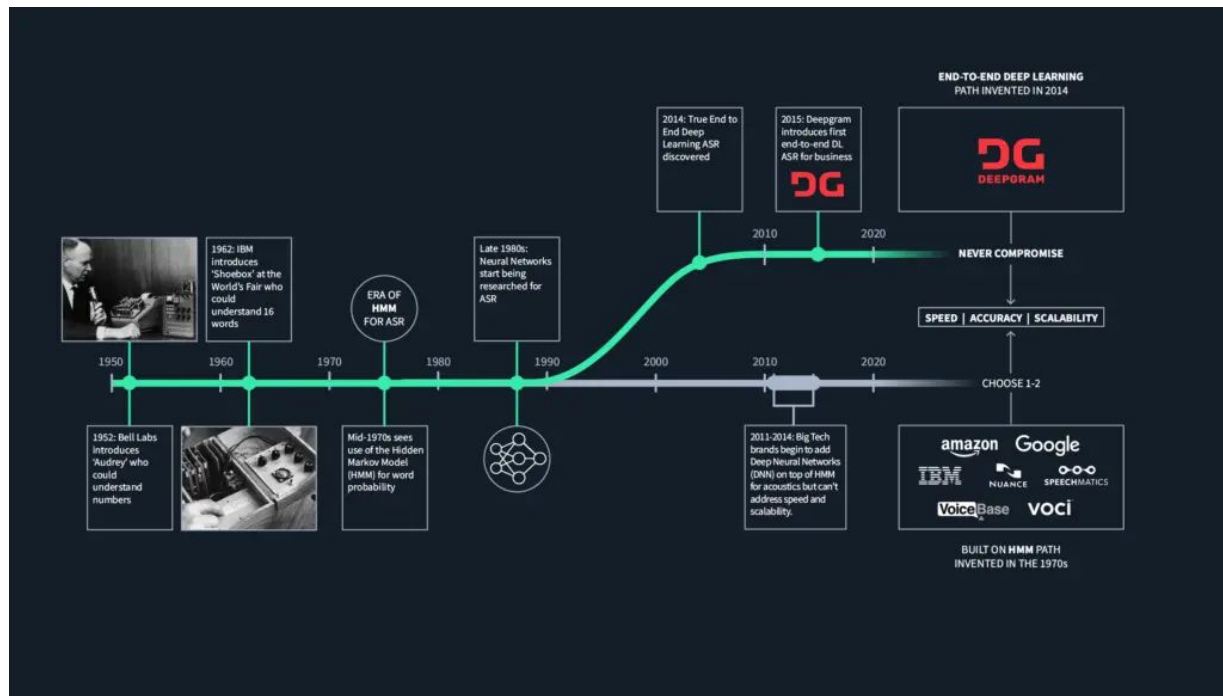 END-TO-END DEEP LEARNING
PATH INVENTED IN 2014
2014: True End to
End Deep
Learning ASR
discovered
2015: Deepgram
introduces first
end-to-end DL
ASR for business
DG
DG
DEEPGRAM
1962: IBM
introduces
'Shoebox' at the
World's Fair who
could
understand 16
words
ERA OF
HMM
FOR ASR
Late 1980s:
Neural Networks
start being
researched for
ASR
2010
2020
NEVER COMPROMISE
SPEED | ACCURACY | SCALABILITY
1950
1960
1970
1980
1990
2000
2010
2020
CHOOSE 1-2
1952: Bell Labs
introduces
'Audrey' who
could
understand
numbers
Mid-1970s sees
use of the Hidden
Markov Model
(HMM) for word
probability
2011-2014: Big Tech
brands begin to add
Deep Neural Networks
(DNN) on top of HMM
for acoustics but can't
address speed and
scalability.
amazon Google
IBM NUANCE SPEECHMATICS
VoiceBase VOCI
BUILT ON HMM PATH
INVENTED IN THE 1970s